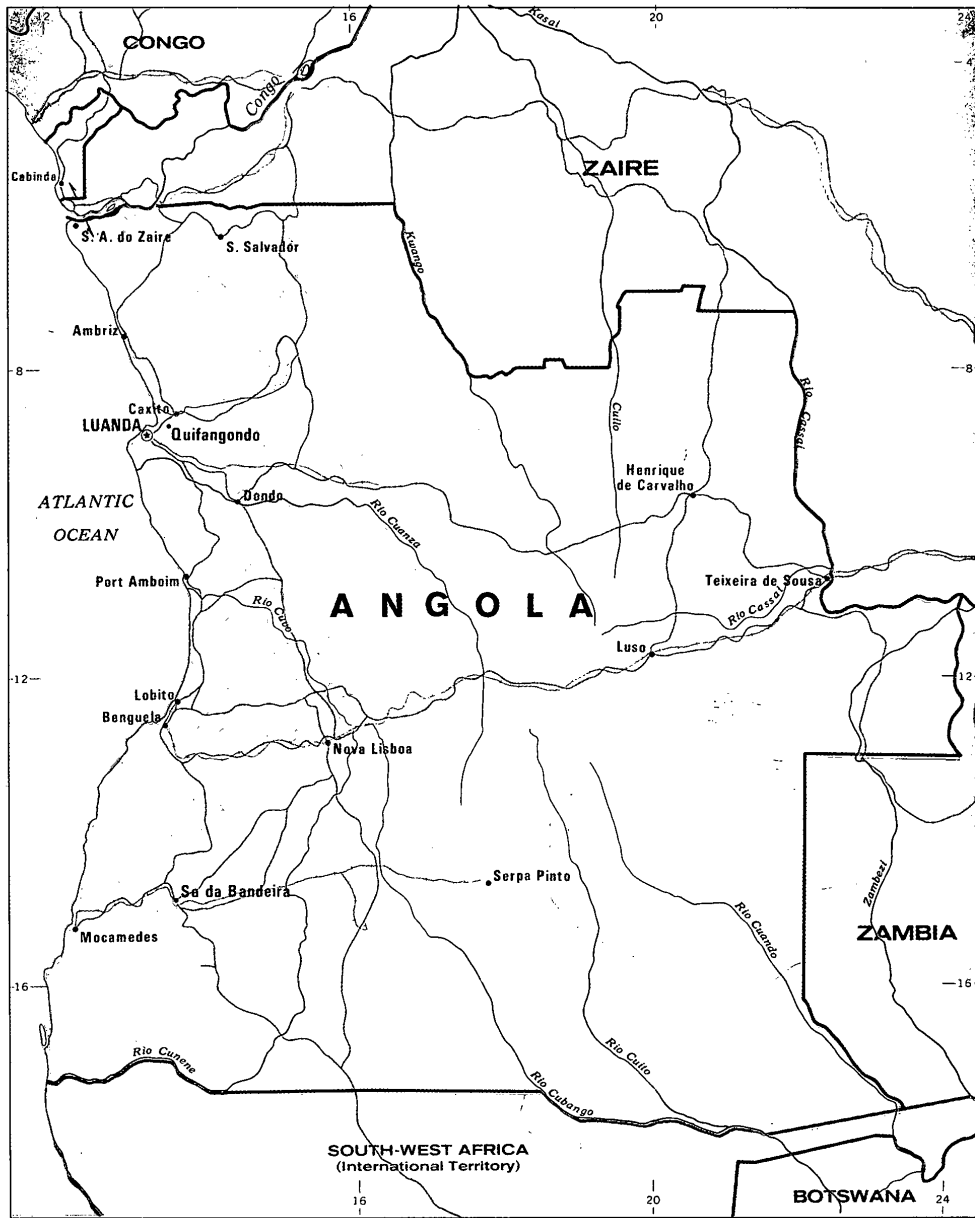 12
16
20
24
Kasai
CONGO
4
Congo
ZAIRE
Cabinda
S. A. do Zaire
S. Salvador
Kwango
Ambriz
8
8
Rio Cassai
Caxito
Cuilo
LUANDA
Quifangondo
Henrique
de Carvalho
Dondo
ATLANTIC
OCEAN
Rio Cuanza
Port Amboim
Teixeira de Sousa
ANGOLA
Rio Cuvo
Rio Cassai
Luso
12
12
Lobito
Benguela
Nova Lisboa
Serpa Pinto
Sa da Bandeira
Zambezi
Rio Cuando
Mocamedes
ZAMBIA
16
16
Rio Cunene
Rio Cuito
Rio Cubango
SOUTH-WEST AFRICA
(International Territory)
BOTSWANA
16
20
24